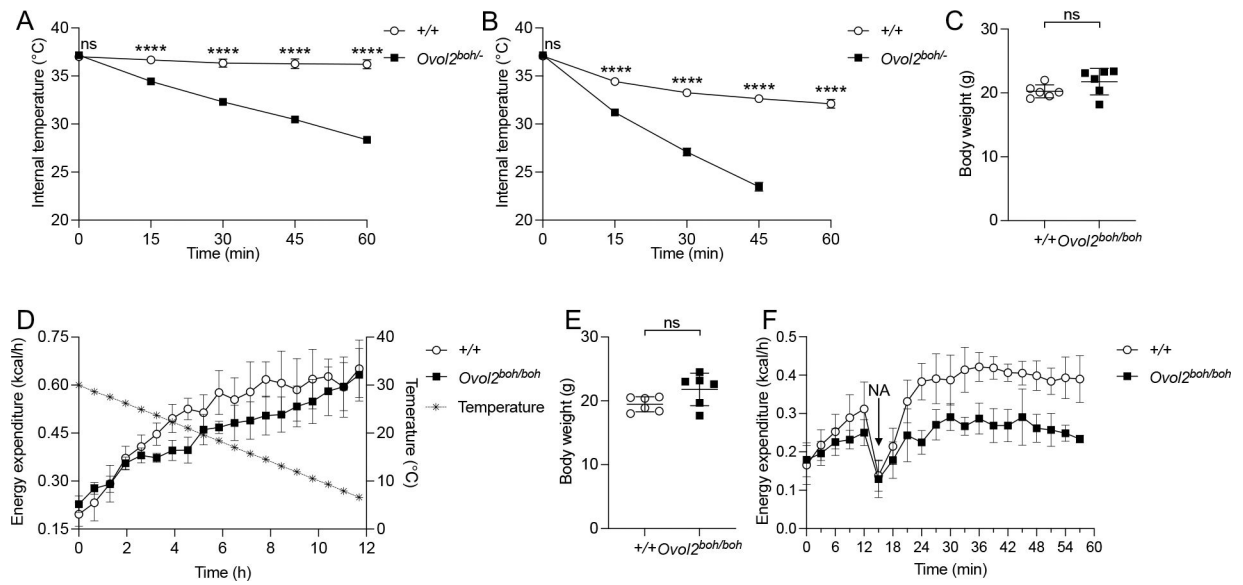 A
Internal temperature (°C)
40
35
30
25
20
ns
****
****
****
****
+/+
Ovol2boh/-
0
15
30
45
60
Time (min)
B
Internal temperature (°C)
40
35
30
25
20
ns
****
****
****
****
+/+
Ovol2boh/-
0
15
30
45
60
Time (min)
C
Body weight (g)
30
20
10
0
ns
+/+
Ovol2boh/boh
D
Energy expenditure (kcal/h)
0.75
0.60
0.45
0.30
0.15
40
30
20
10
0
Temerature (°C)
+/+
Ovol2boh/boh
Temperature
0
2
4
6
8
10
12
Time (h)
E
Body weight (g)
30
20
10
0
ns
+/+
Ovol2boh/boh
F
Energy expenditure (kcal/h)
0.5
0.4
0.3
0.2
0.1
0.0
NA
+/+
Ovol2boh/boh
0
6
12
18
24
30
36
42
48
54
60
Time (min)